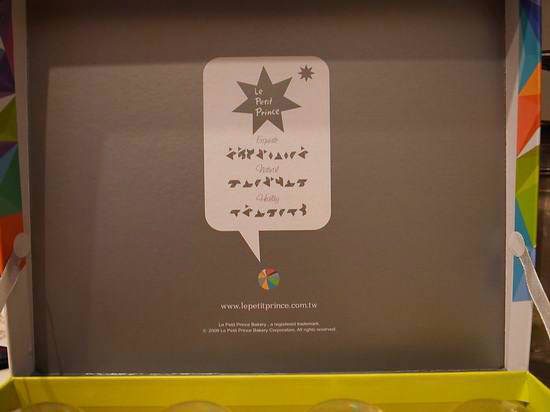 Le
Petit
Prince
Exquisite
Natural
Healthy
www.lepetitprince.com.tw
Le Petit Prince Bakery , a registered trademark.
© 2009 Le Petit Prince Bakery Corporation. All rights reserved.